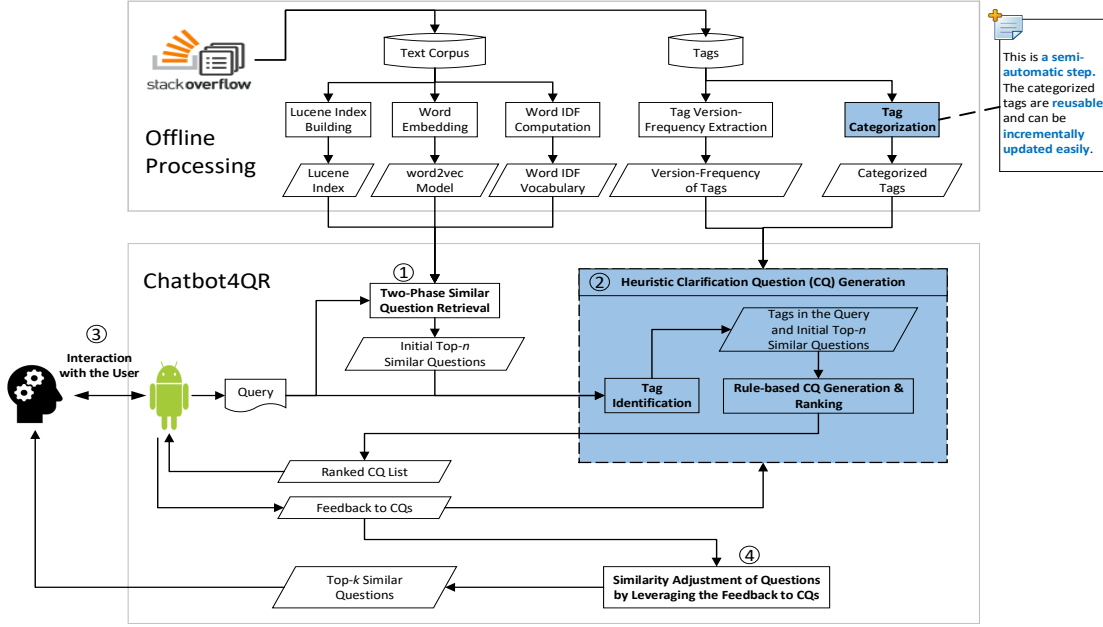 stackoverflow
Offline
Processing
Text Corpus
Tags
Lucene Index
Building
Word
Embedding
Word IDF
Computation
Tag Version-
Frequency Extraction
Tag
Categorization
Lucene
Index
word2vec
Model
Word IDF
Vocabulary
Version-Frequency
of Tags
Categorized
Tags
This is a semi-
automatic step.
The categorized
tags are reusable
and can be
incrementally
updated easily.
Chatbot4QR
①
Two-Phase Similar
Question Retrieval
Initial Top-n
Similar Questions
② Heuristic Clarification Question (CQ) Generation
Tags in the Query
and Initial Top-n
Similar Questions
Tag
Identification
Rule-based CQ Generation &
Ranking
③
Interaction
with the User
Query
Ranked CQ List
Feedback to CQs
④
Similarity Adjustment of Questions
by Leveraging the Feedback to CQs
Top-k Similar
Questions